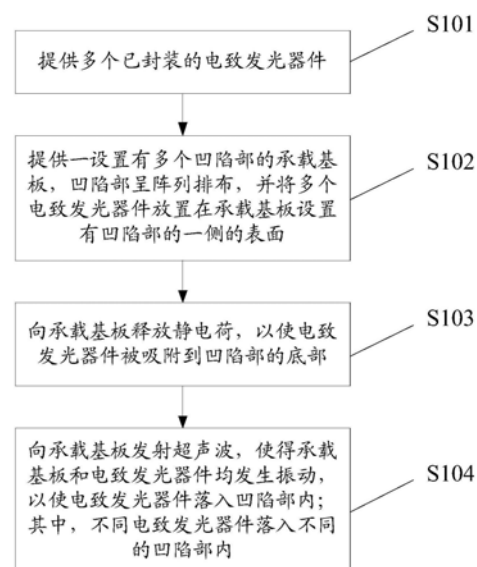 S101
提供多个已封装的电致发光器件
S102
提供一设置有多个凹陷部的承载基
板，凹陷部呈阵列排布，并将多个
电致发光器件放置在承载基板设置
有凹陷部的一侧的表面
S103
向承载基板释放静电荷，以使电致
发光器件被吸附到凹陷部的底部
S104
向承载基板发射超声波，使得承载
基板和电致发光器件均发生振动，
以使电致发光器件落入凹陷部内；
其中，不同电致发光器件落入不同
的凹陷部内